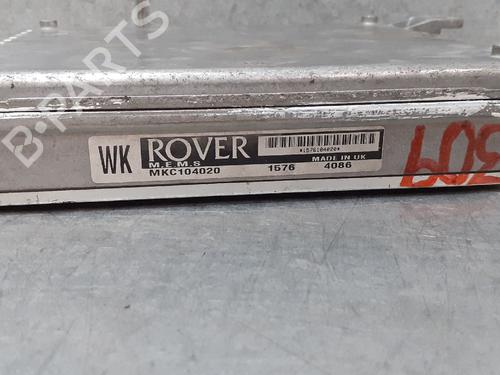 B-PARTS
WK ROVER
*1576104020*
M.E.M.S MADE IN UK
MKC104020 1576 4086